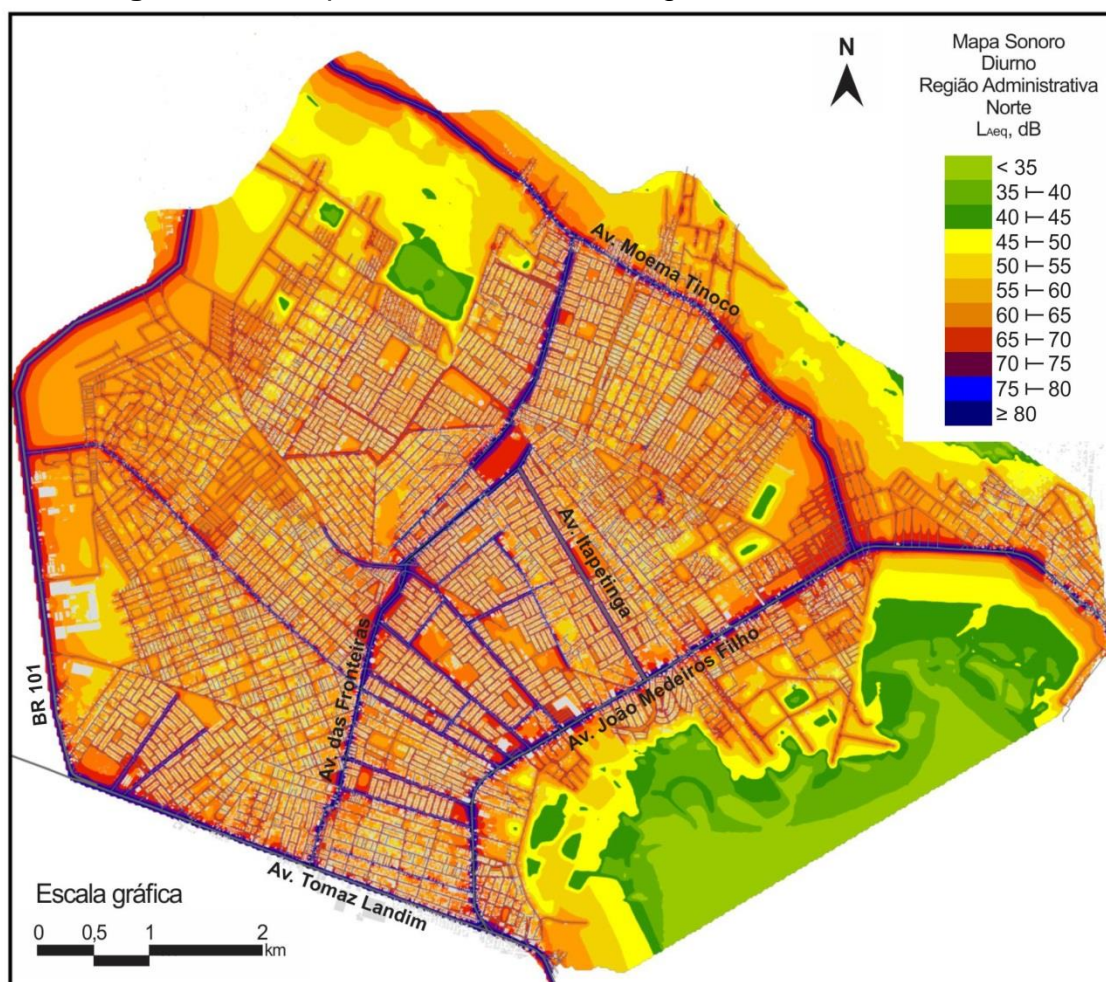 N
Mapa Sonoro
Diurno
Região Administrativa
Norte
LAeq, dB
< 35
35 ⊢ 40
40 ⊢ 45
45 ⊢ 50
50 ⊢ 55
55 ⊢ 60
60 ⊢ 65
65 ⊢ 70
70 ⊢ 75
75 ⊢ 80
≥ 80
Av. Moema Tinoco
Av. Itapetinga
BR 101
Av. das Fronteiras
Av. João Medeiros Filho
Av. Tomaz Landim
Escala gráfica
0 0,5 1 2
km